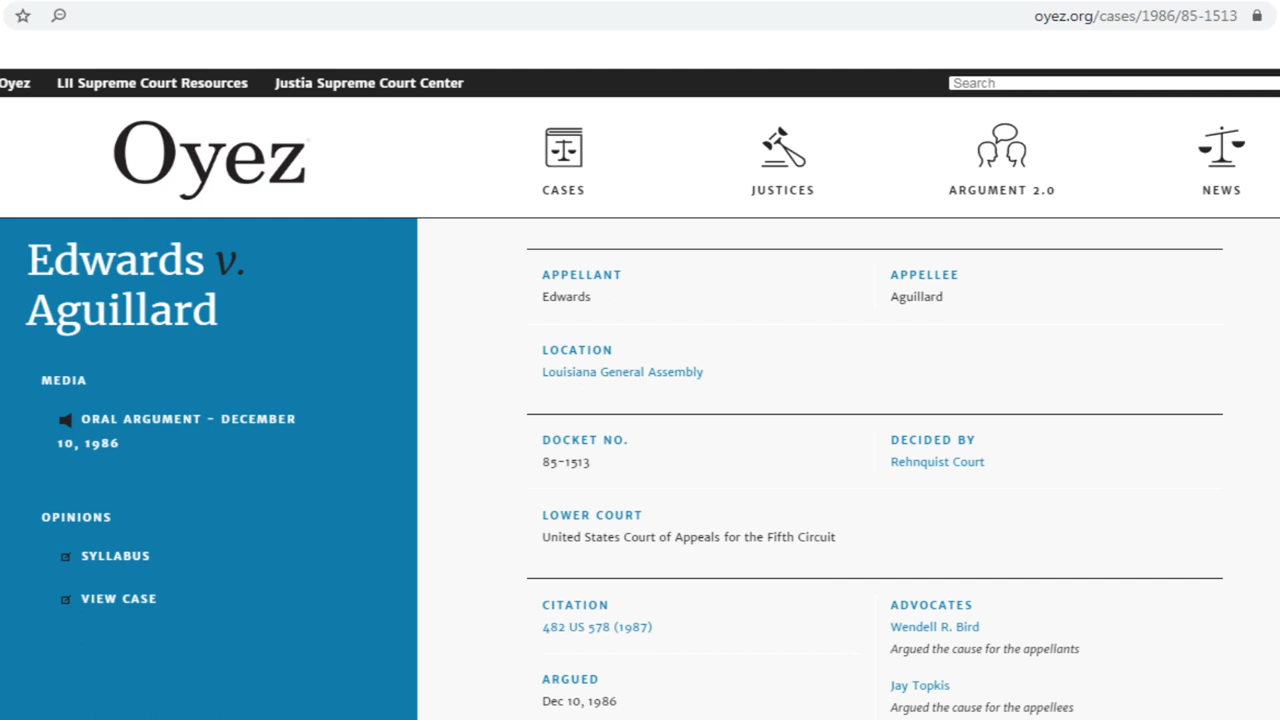 oyez.org/cases/1986/85-1513
Oyez LII Supreme Court Resources Justia Supreme Court Center Search
Oyez
CASES JUSTICES ARGUMENT 2.0 NEWS
Edwards v.
Aguillard
MEDIA
ORAL ARGUMENT - DECEMBER
10, 1986
OPINIONS
SYLLABUS
VIEW CASE
APPELLANT APPELLEE
Edwards Aguillard
LOCATION
Louisiana General Assembly
DOCKET NO. DECIDED BY
85-1513 Rehnquist Court
LOWER COURT
United States Court of Appeals for the Fifth Circuit
CITATION ADVOCATES
482 US 578 (1987) Wendell R. Bird
Argued the cause for the appellants
ARGUED Jay Topkis
Dec 10, 1986 Argued the cause for the appellees